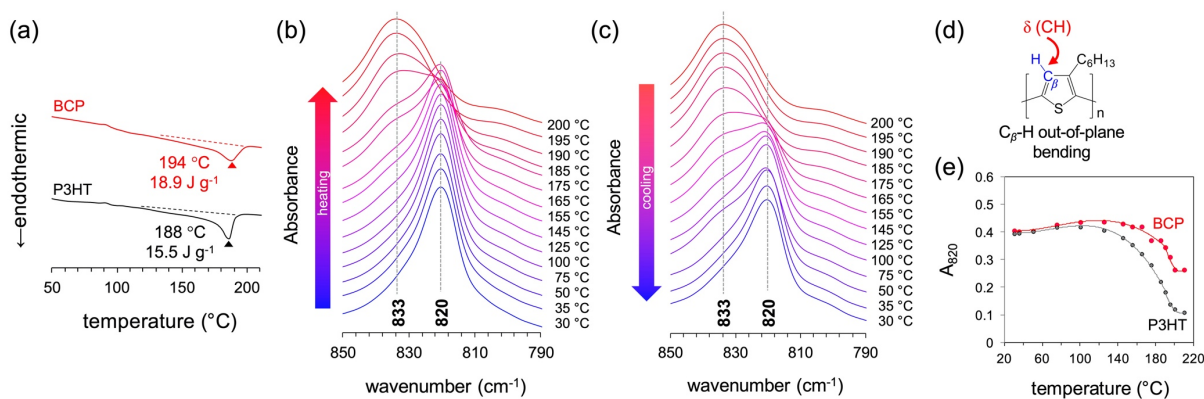 (a)
BCP
194 °C
18.9 J g⁻¹
P3HT
188 °C
15.5 J g⁻¹
←endothermic
50 100 150 200
temperature (°C)
(b)
Absorbance
heating
200 °C
195 °C
190 °C
185 °C
175 °C
165 °C
155 °C
145 °C
125 °C
100 °C
75 °C
50 °C
35 °C
30 °C
833
820
850 830 810 790
wavenumber (cm⁻¹)
(c)
Absorbance
cooling
200 °C
195 °C
190 °C
185 °C
175 °C
165 °C
155 °C
145 °C
125 °C
100 °C
75 °C
50 °C
35 °C
30 °C
833
820
850 830 810 790
wavenumber (cm⁻¹)
(d)
δ (CH)
H
C₆H₁₃
C
β
S
n
Cβ-H out-of-plane
bending
(e)
0.6
0.5
0.4
0.3
0.2
0.1
0
A₈₂₀
BCP
P3HT
20 60 100 140 180 220
temperature (°C)